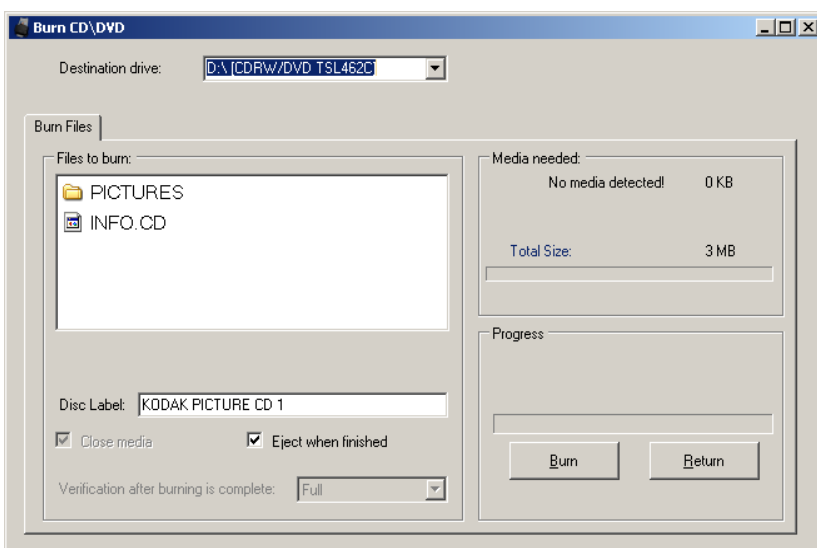 Burn CD\DVD
Destination drive: D:\ [CDRW/DVD TSL462C]
Burn Files
Files to burn:
PICTURES
INFO.CD
Disc Label: KODAK PICTURE CD 1
Close media Eject when finished
Verification after burning is complete: Full
Media needed:
No media detected! 0 KB
Total Size: 3 MB
Progress
Burn Return